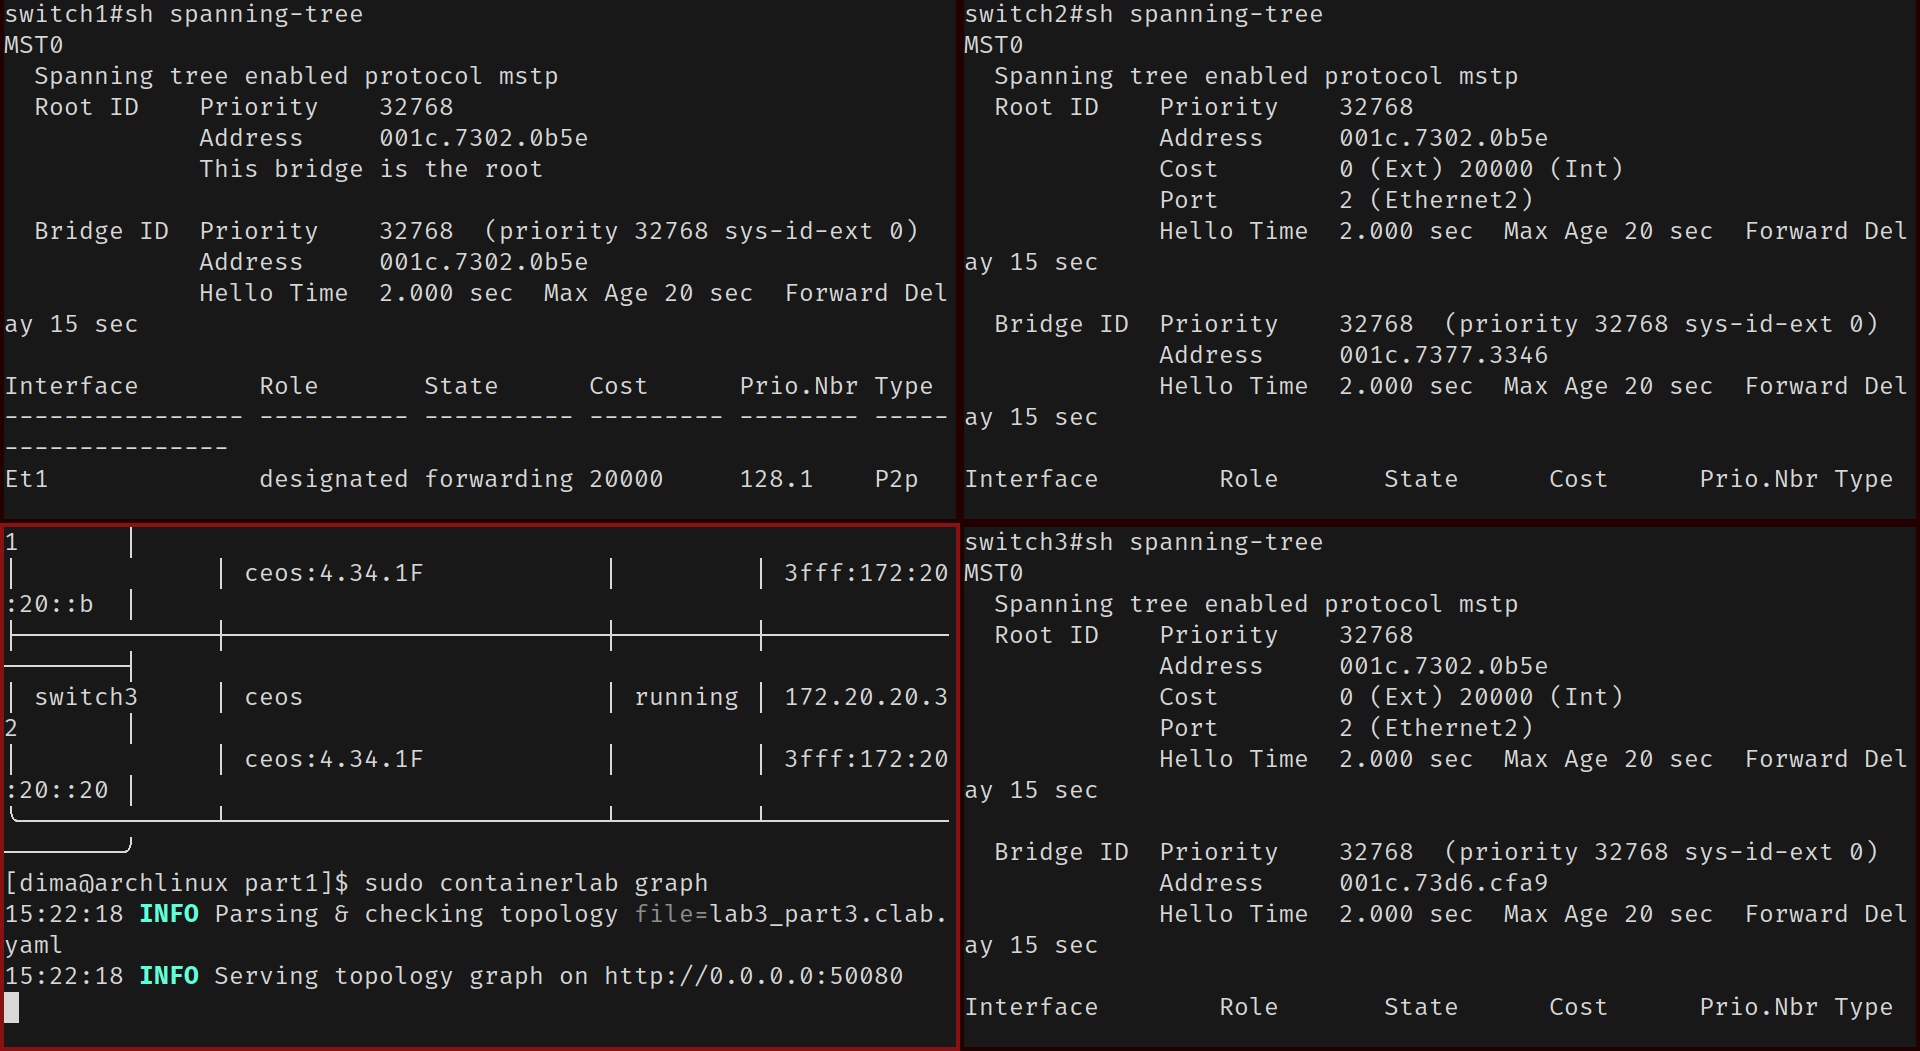 switch1#sh spanning-tree
MST0
  Spanning tree enabled protocol mstp
  Root ID    Priority    32768
             Address     001c.7302.0b5e
             This bridge is the root

  Bridge ID  Priority    32768  (priority 32768 sys-id-ext 0)
             Address     001c.7302.0b5e
             Hello Time  2.000 sec  Max Age 20 sec  Forward Del
ay 15 sec

Interface        Role       State      Cost      Prio.Nbr Type
---------------- ---------- ---------- --------- -------- -----
---------------
Et1              designated forwarding 20000     128.1    P2p
switch2#sh spanning-tree
MST0
  Spanning tree enabled protocol mstp
  Root ID    Priority    32768
             Address     001c.7302.0b5e
             Cost        0 (Ext) 20000 (Int)
             Port        2 (Ethernet2)
             Hello Time  2.000 sec  Max Age 20 sec  Forward Del
ay 15 sec

  Bridge ID  Priority    32768  (priority 32768 sys-id-ext 0)
             Address     001c.7377.3346
             Hello Time  2.000 sec  Max Age 20 sec  Forward Del
ay 15 sec

Interface        Role       State      Cost      Prio.Nbr Type
1       │
│             │ ceos:4.34.1F            │         │ 3fff:172:20
:20::b  │
│ switch3     │ ceos                    │ running │ 172.20.20.3
2       │
│             │ ceos:4.34.1F            │         │ 3fff:172:20
:20::20 │
[dima@archlinux part1]$ sudo containerlab graph
15:22:18 INFO Parsing & checking topology file=lab3_part3.clab.
yaml
15:22:18 INFO Serving topology graph on http://0.0.0.0:50080
switch3#sh spanning-tree
MST0
  Spanning tree enabled protocol mstp
  Root ID    Priority    32768
             Address     001c.7302.0b5e
             Cost        0 (Ext) 20000 (Int)
             Port        2 (Ethernet2)
             Hello Time  2.000 sec  Max Age 20 sec  Forward Del
ay 15 sec

  Bridge ID  Priority    32768  (priority 32768 sys-id-ext 0)
             Address     001c.73d6.cfa9
             Hello Time  2.000 sec  Max Age 20 sec  Forward Del
ay 15 sec

Interface        Role       State      Cost      Prio.Nbr Type